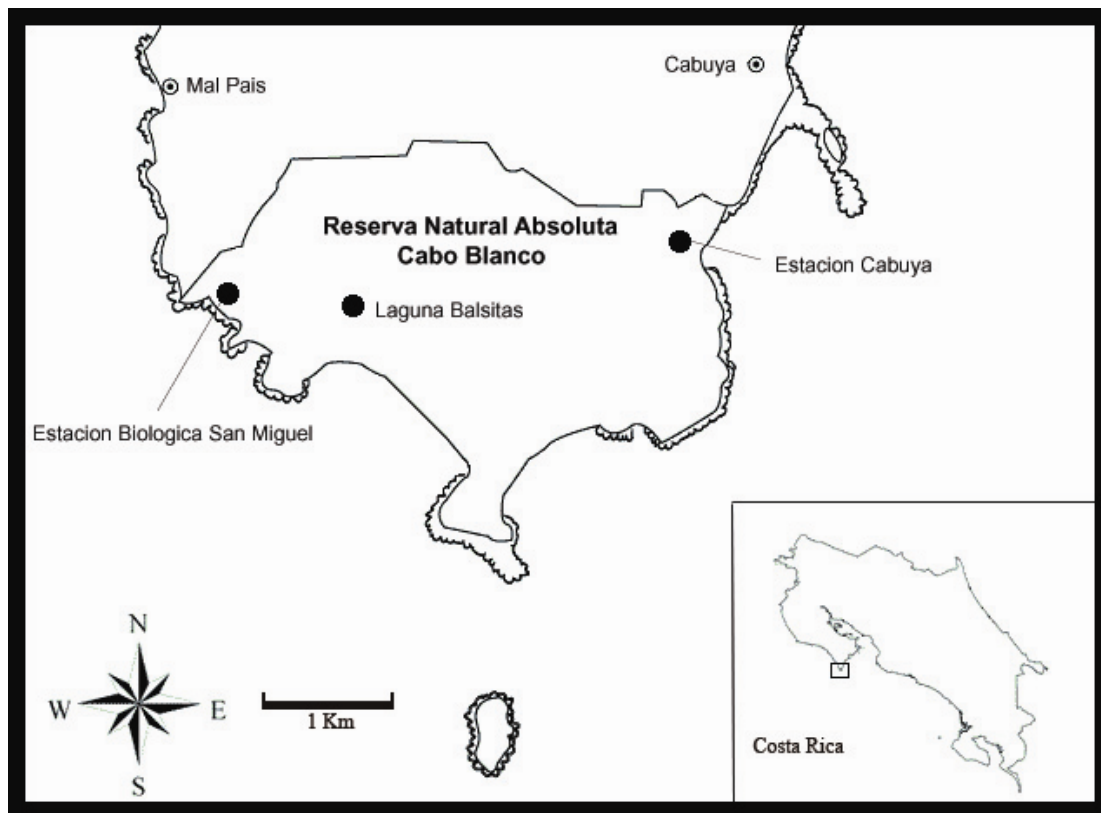 Cabuya
Mal Pais
Reserva Natural Absoluta
Cabo Blanco
Estacion Cabuya
Laguna Balsitas
Estacion Biologica San Miguel
N
W
E
S
1 Km
Costa Rica